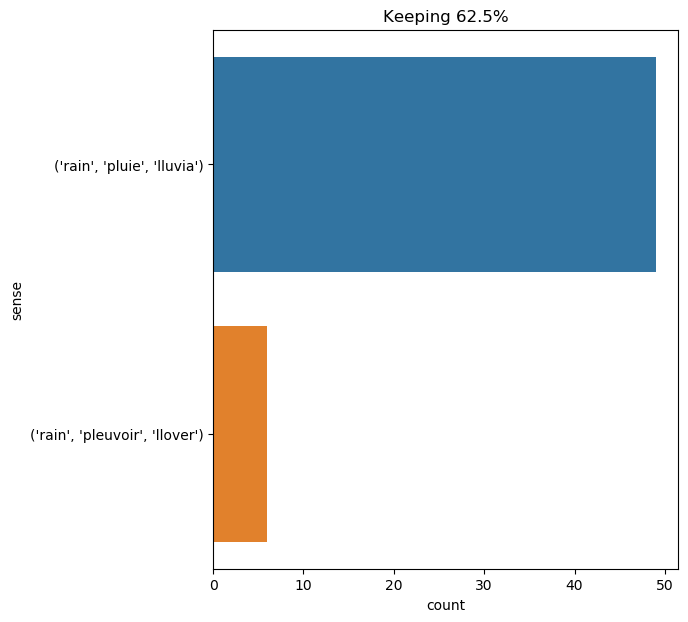 Keeping 62.5%
('rain', 'pluie', 'lluvia')
sense
('rain', 'pleuvoir', 'llover')
0 10 20 30 40 50
count